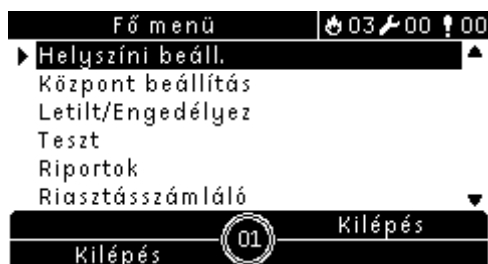 Fő menü 03 00 00
Helyszíni beáll.
Központ beállítás
Letilt/Engedélyez
Teszt
Riportok
Riasztásszámláló
Kilépés
01
Kilépés